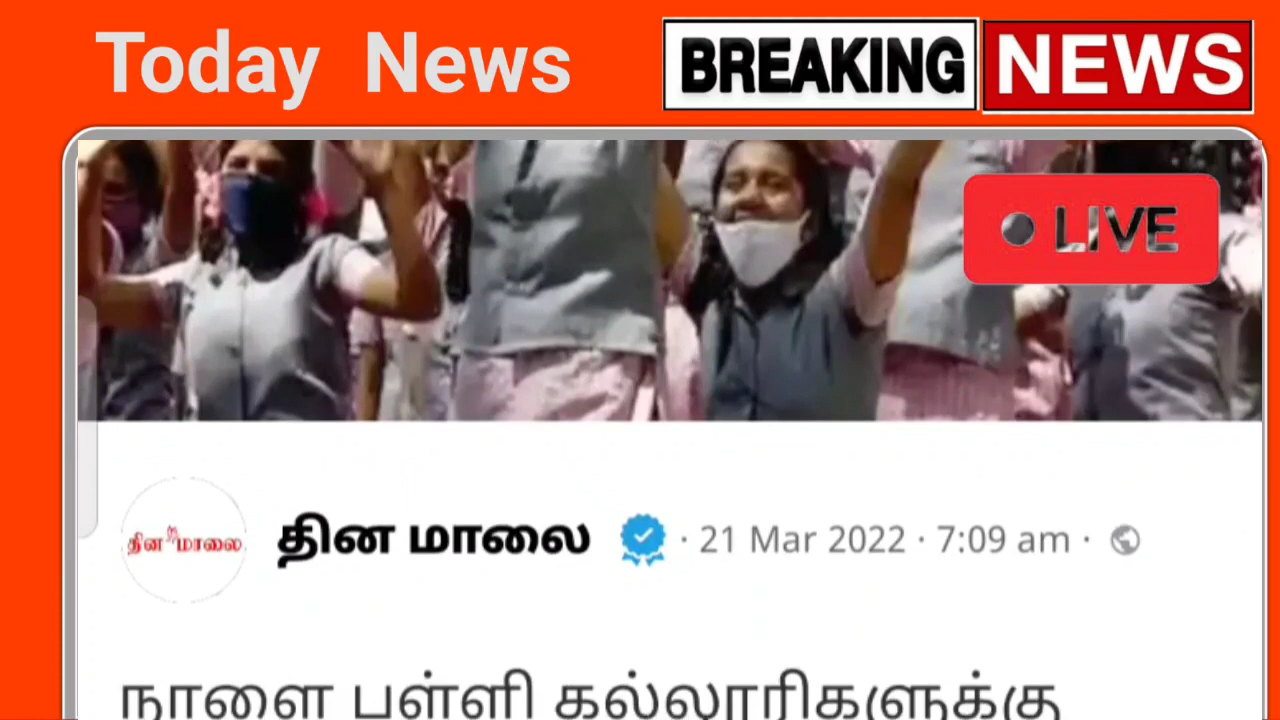 Today News
BREAKING NEWS
LIVE
தின மாலை
தின மாலை · 21 Mar 2022 · 7:09 am ·
நாளை பள்ளி கல்லூரிகளுக்கு